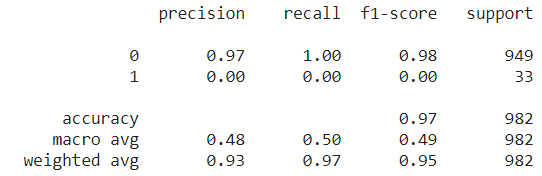 precision recall f1-score support
0 0.97 1.00 0.98 949
1 0.00 0.00 0.00 33
accuracy 0.97 982
macro avg 0.48 0.50 0.49 982
weighted avg 0.93 0.97 0.95 982